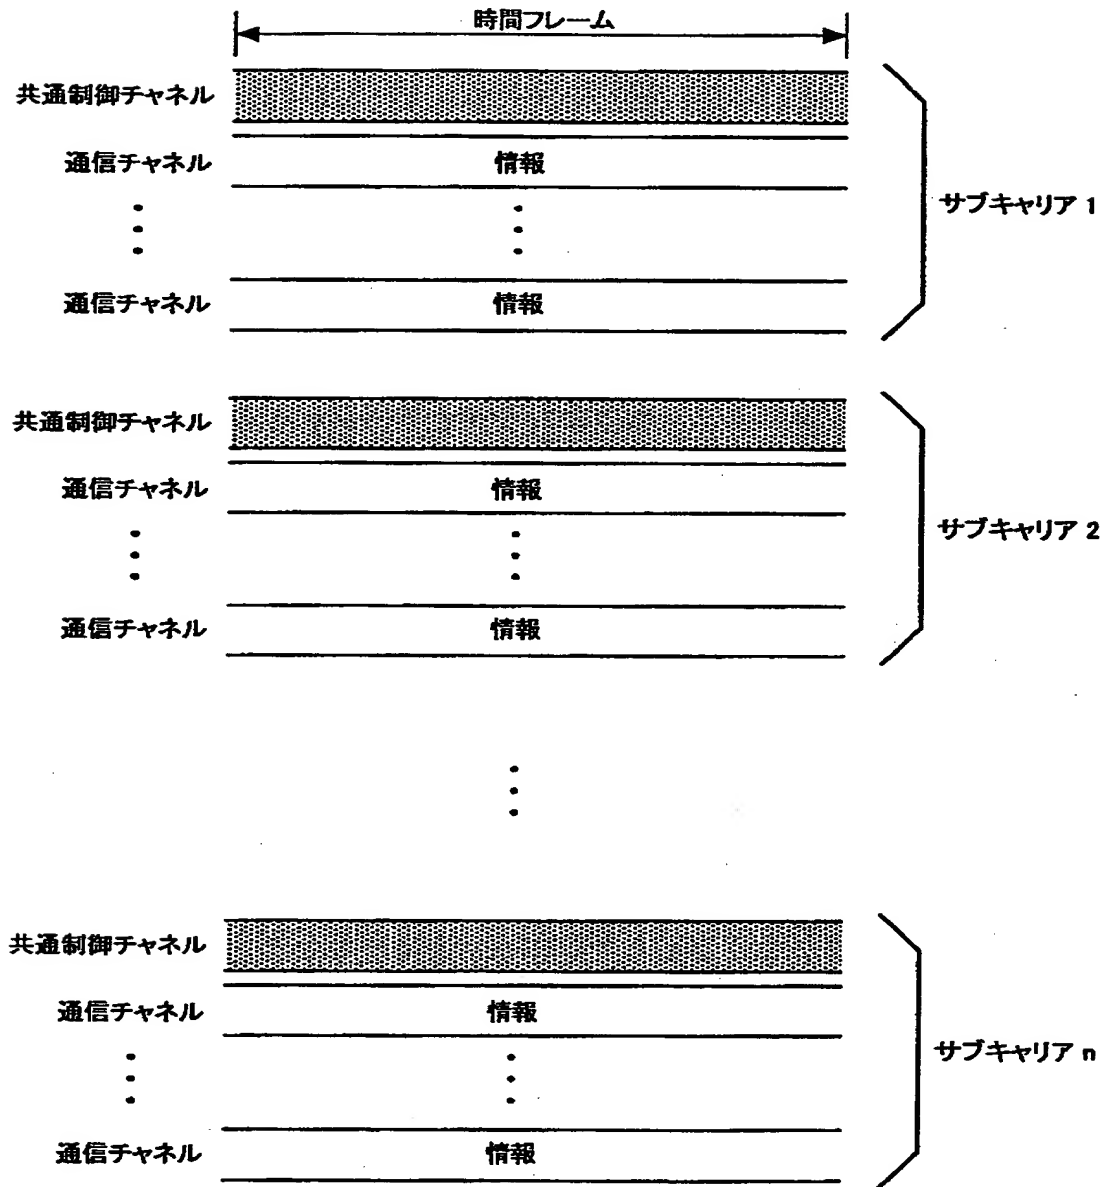 時間フレーム
共通制御チャネル
通信チャネル 情報
サブキャリア 1
通信チャネル 情報
共通制御チャネル
通信チャネル 情報
サブキャリア 2
通信チャネル 情報
共通制御チャネル
通信チャネル 情報
サブキャリア n
通信チャネル 情報